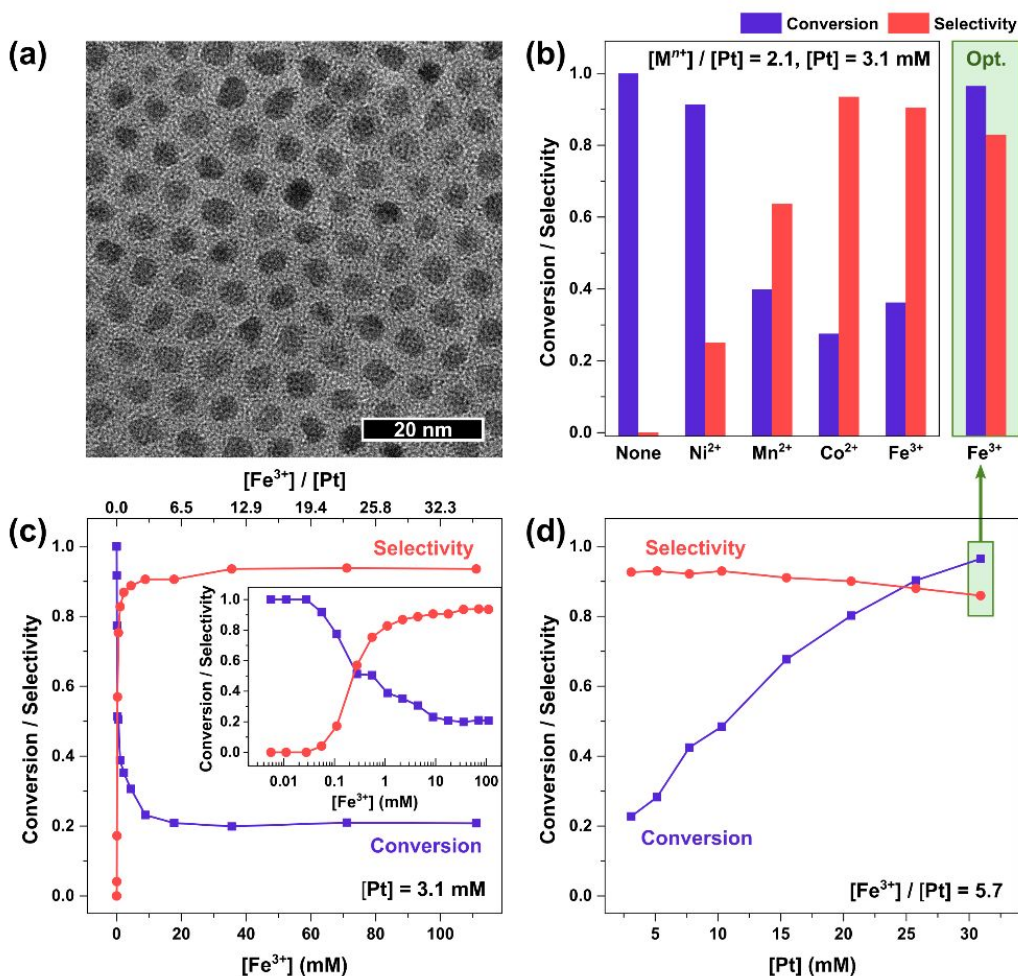 Conversion Selectivity
(a)
20 nm
(b)
[Mⁿ⁺] / [Pt] = 2.1, [Pt] = 3.1 mM
Opt.
Conversion / Selectivity
1.0
0.8
0.6
0.4
0.2
0.0
None Ni²⁺ Mn²⁺ Co²⁺ Fe³⁺ Fe³⁺
(c)
[Fe³⁺] / [Pt]
0.0 6.5 12.9 19.4 25.8 32.3
Conversion / Selectivity
1.0
0.8
0.6
0.4
0.2
0.0
Selectivity
Conversion / Selectivity
1.0
0.8
0.6
0.4
0.2
0.0
0.01 0.1 1 10 100
[Fe³⁺] (mM)
Conversion
[Pt] = 3.1 mM
0 20 40 60 80 100
[Fe³⁺] (mM)
(d)
Conversion / Selectivity
1.0
0.8
0.6
0.4
0.2
0.0
Selectivity
Conversion
[Fe³⁺] / [Pt] = 5.7
5 10 15 20 25 30
[Pt] (mM)